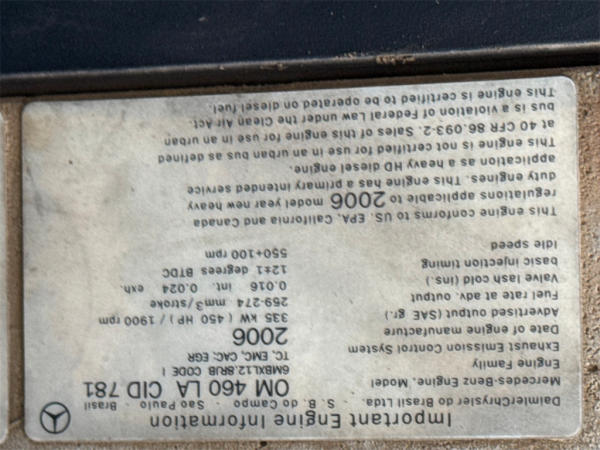 Important Engine Information
DaimlerChrysler do Brasil Ltda. · S. B. do Campo · Sao Paulo · Brasil
Mercedes-Benz Engine, Model. OM 460 LA CID 781
Engine Family 6MBXL12.8RJB CODE I
Exhaust Emission Control System TC, EMC, CAC, EGR
Date of engine manufacture 2006
Advertised output (SAE gr.) 335 kW ( 450 HP ) / 1900 rpm
Fuel rate at adv. output 259-274 mm3/stroke
Valve lash cold (ins.) 0.016 int. 0.024 exh.
basic injection timing 12±1 degrees BTDC
Idle speed 550+100 rpm
This engine conforms to US. EPA, California and Canada
regulations applicable to 2006 model year new heavy
duty engines. This engine has a primary intended service
application as a heavy HD diesel engine.
This engine is not certified for use in an urban bus as defined
at 40 CFR 86.093-2. Sales of this engine for use in an urban
bus is a violation of Federal Law under the Clean Air Act.
This engine is certified to be operated on diesel fuel.